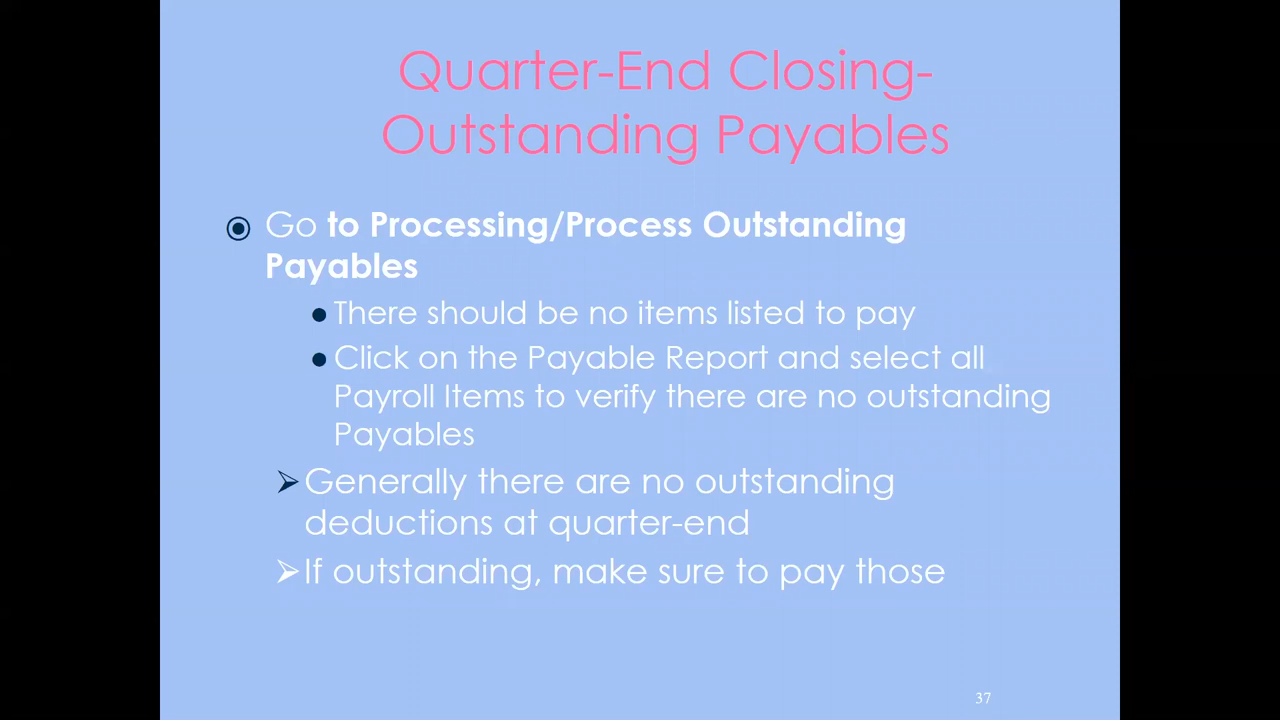 Quarter-End Closing-
Outstanding Payables
Go to Processing/Process Outstanding
Payables
There should be no items listed to pay
Click on the Payable Report and select all
Payroll Items to verify there are no outstanding
Payables
Generally there are no outstanding
deductions at quarter-end
If outstanding, make sure to pay those
37